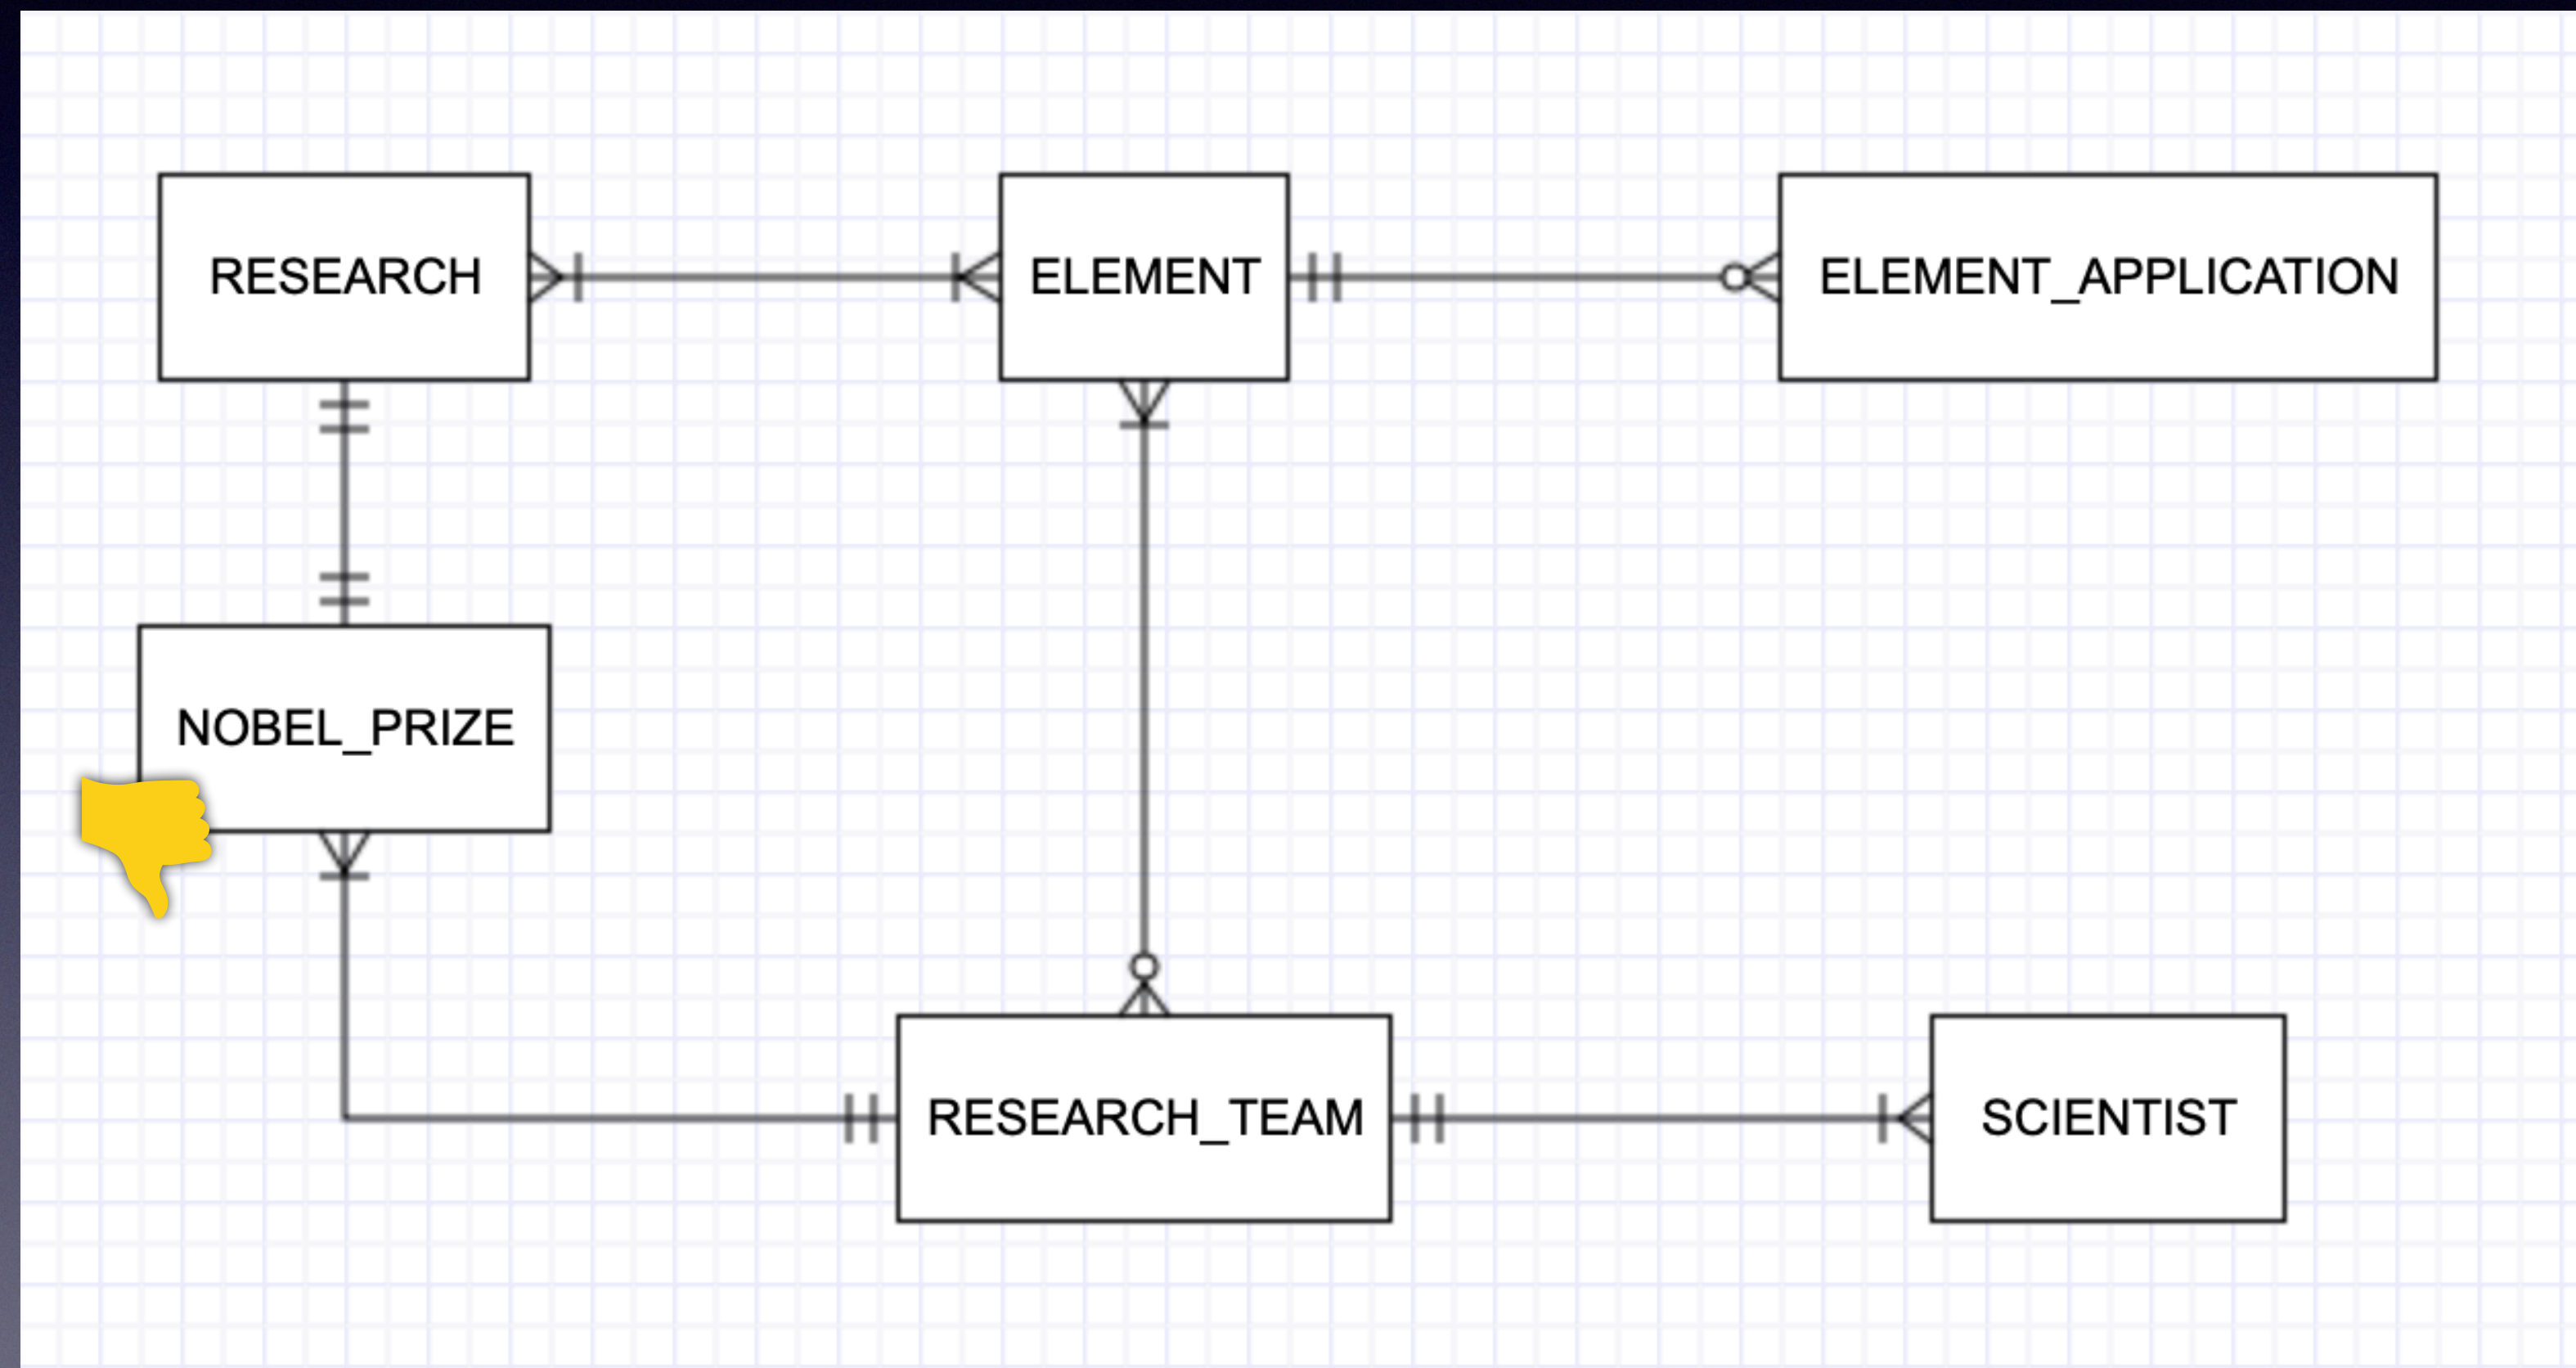 RESEARCH
ELEMENT
ELEMENT_APPLICATION
NOBEL_PRIZE
RESEARCH_TEAM
SCIENTIST